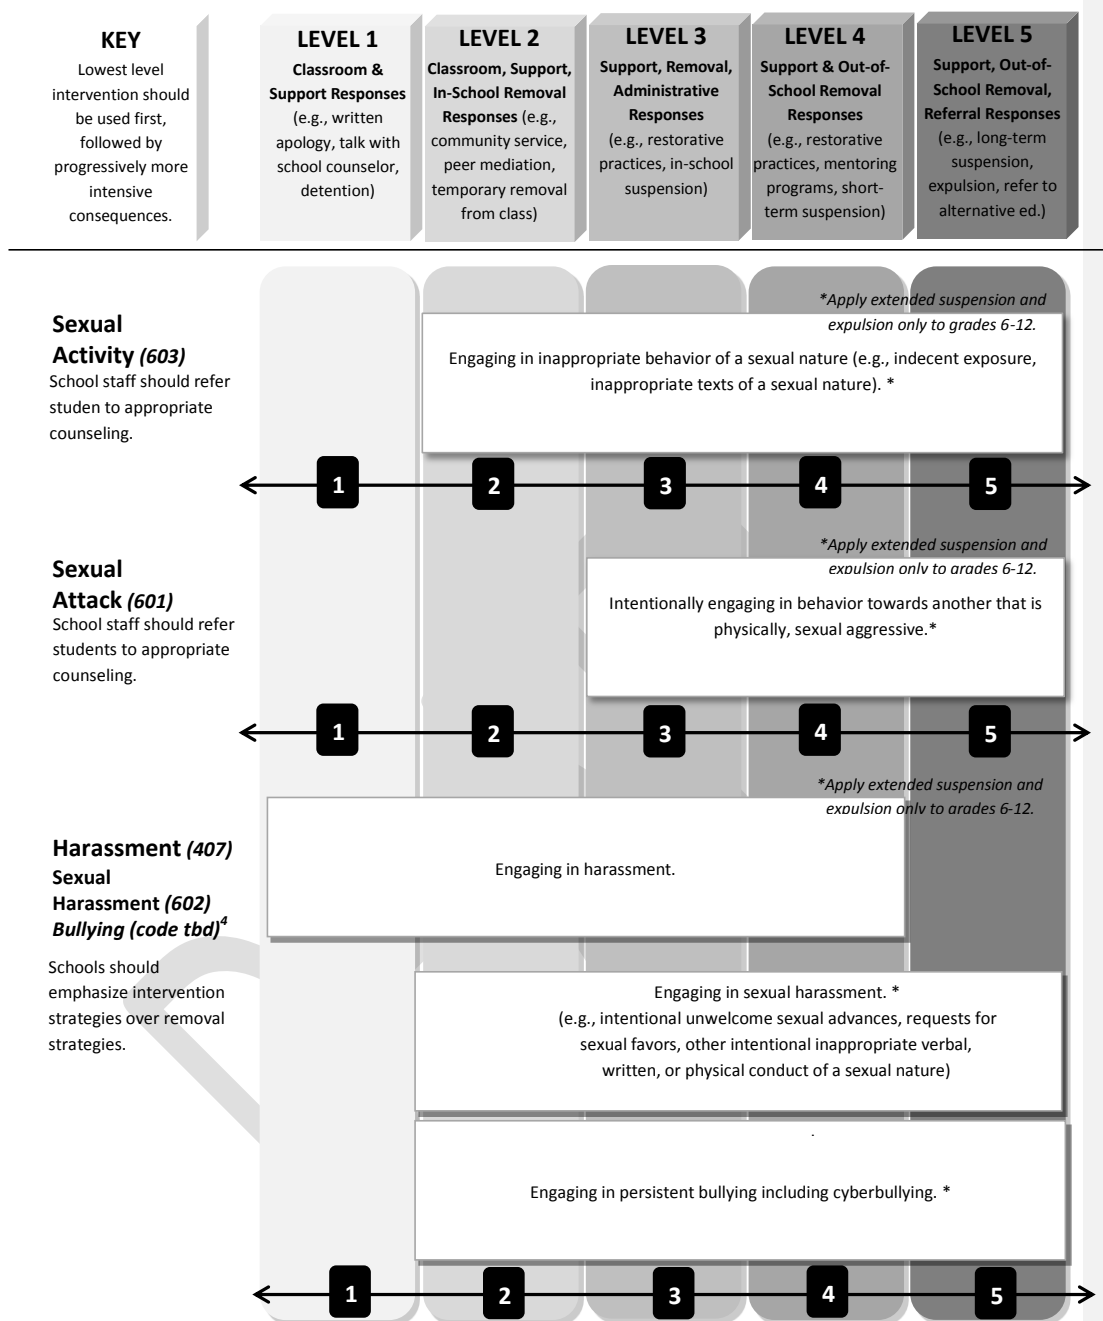 KEY
Lowest level
intervention should
be used first,
followed by
progressively more
intensive
consequences.
LEVEL 1
Classroom &
Support Responses
(e.g., written
apology, talk with
school counselor,
detention)
LEVEL 2
Classroom, Support,
In-School Removal
Responses (e.g.,
community service,
peer mediation,
temporary removal
from class)
LEVEL 3
Support, Removal,
Administrative
Responses
(e.g., restorative
practices, in-school
suspension)
LEVEL 4
Support & Out-of-
School Removal
Responses
(e.g., restorative
practices, mentoring
programs, short-
term suspension)
LEVEL 5
Support, Out-of-
School Removal,
Referral Responses
(e.g., long-term
suspension,
expulsion, refer to
alternative ed.)
Sexual
Activity (603)
School staff should refer
studen to appropriate
counseling.
*Apply extended suspension and
expulsion only to grades 6-12.
Engaging in inappropriate behavior of a sexual nature (e.g., indecent exposure,
inappropriate texts of a sexual nature). *
1 2 3 4 5
Sexual
Attack (601)
School staff should refer
students to appropriate
counseling.
*Apply extended suspension and
expulsion only to grades 6-12.
Intentionally engaging in behavior towards another that is
physically, sexual aggressive.*
1 2 3 4 5
*Apply extended suspension and
expulsion only to grades 6-12.
Harassment (407)
Sexual
Harassment (602)
Bullying (code tbd)4
Schools should
emphasize intervention
strategies over removal
strategies.
Engaging in harassment.
Engaging in sexual harassment. *
(e.g., intentional unwelcome sexual advances, requests for
sexual favors, other intentional inappropriate verbal,
written, or physical conduct of a sexual nature)
.
Engaging in persistent bullying including cyberbullying. *
1 2 3 4 5